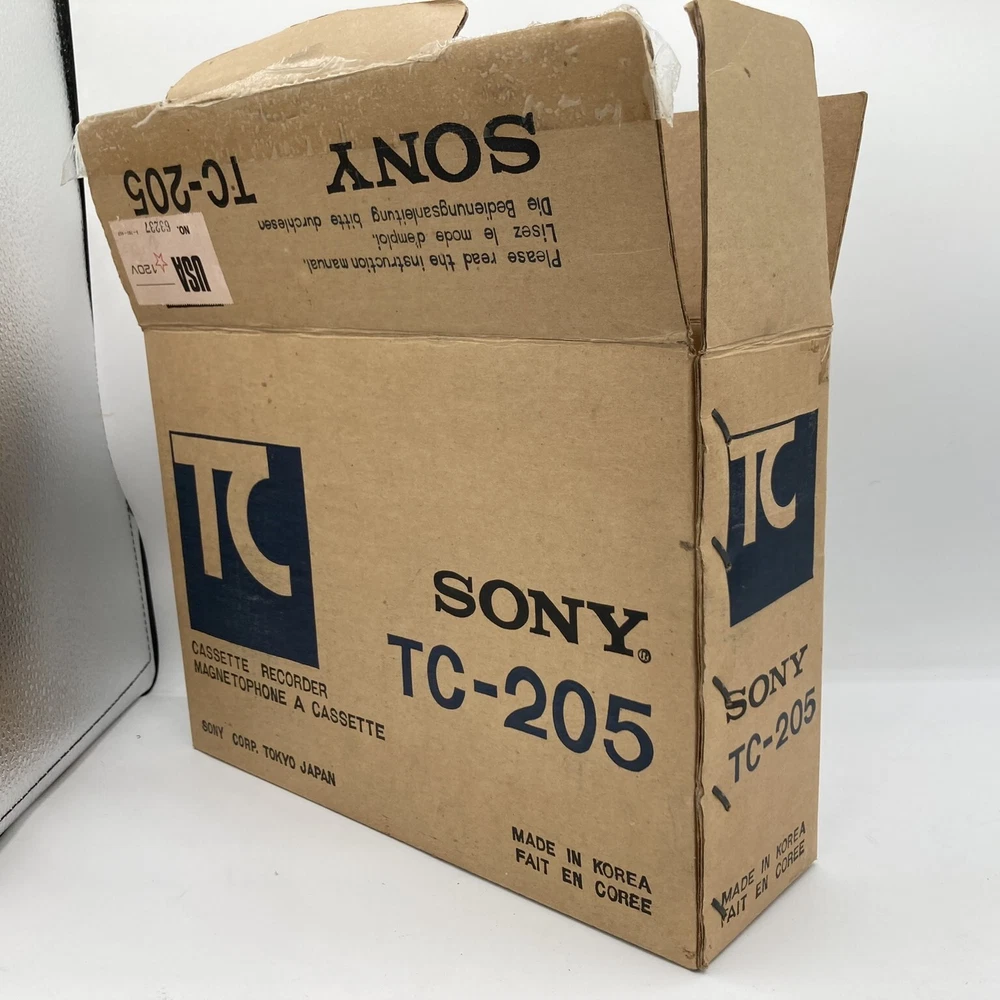 SONY TC-205
Die Bedienungsanleitung bitte durchlesen
Lisez le mode d'emploi.
Please read the instruction manual.
NO. 63237
USA 120V
TC
SONY
TC-205
CASSETTE RECORDER
MAGNETOPHONE A CASSETTE
SONY CORP. TOKYO JAPAN
MADE IN KOREA
FAIT EN COREE
TC
SONY
TC-205
MADE IN KOREA
FAIT EN COREE